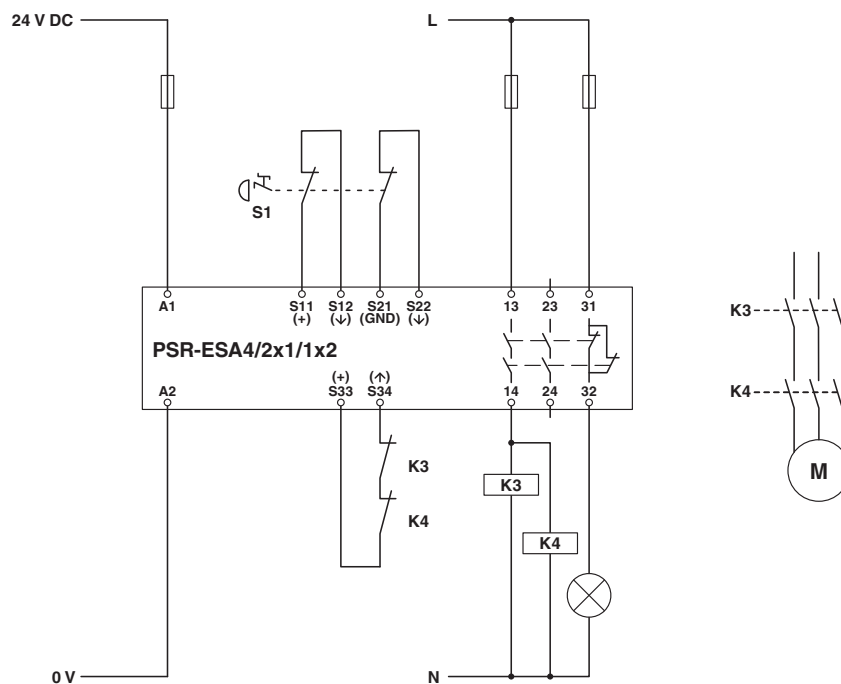 24 V DC
L
S1
A1
S11
(+)
S12
(↓)
S21
(GND)
S22
(↓)
13
23
31
PSR-ESA4/2x1/1x2
A2
(+)
S33
(↑)
S34
14
24
32
K3
K4
K3
K4
K3
K4
M
0 V
N